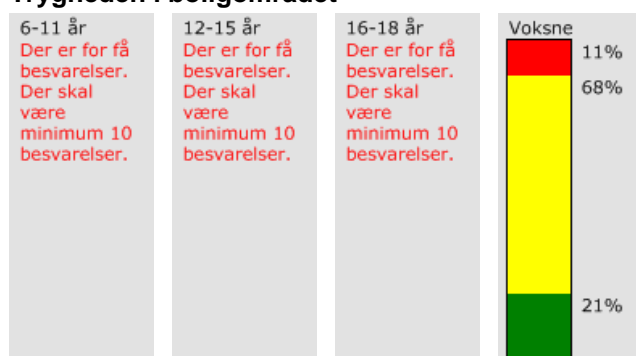 Trygheden i boligområdet
6-11 år
Der er for få
besvarelser.
Der skal
være
minimum 10
besvarelser.
12-15 år
Der er for få
besvarelser.
Der skal
være
minimum 10
besvarelser.
16-18 år
Der er for få
besvarelser.
Der skal
være
minimum 10
besvarelser.
Voksne
11%
68%
21%